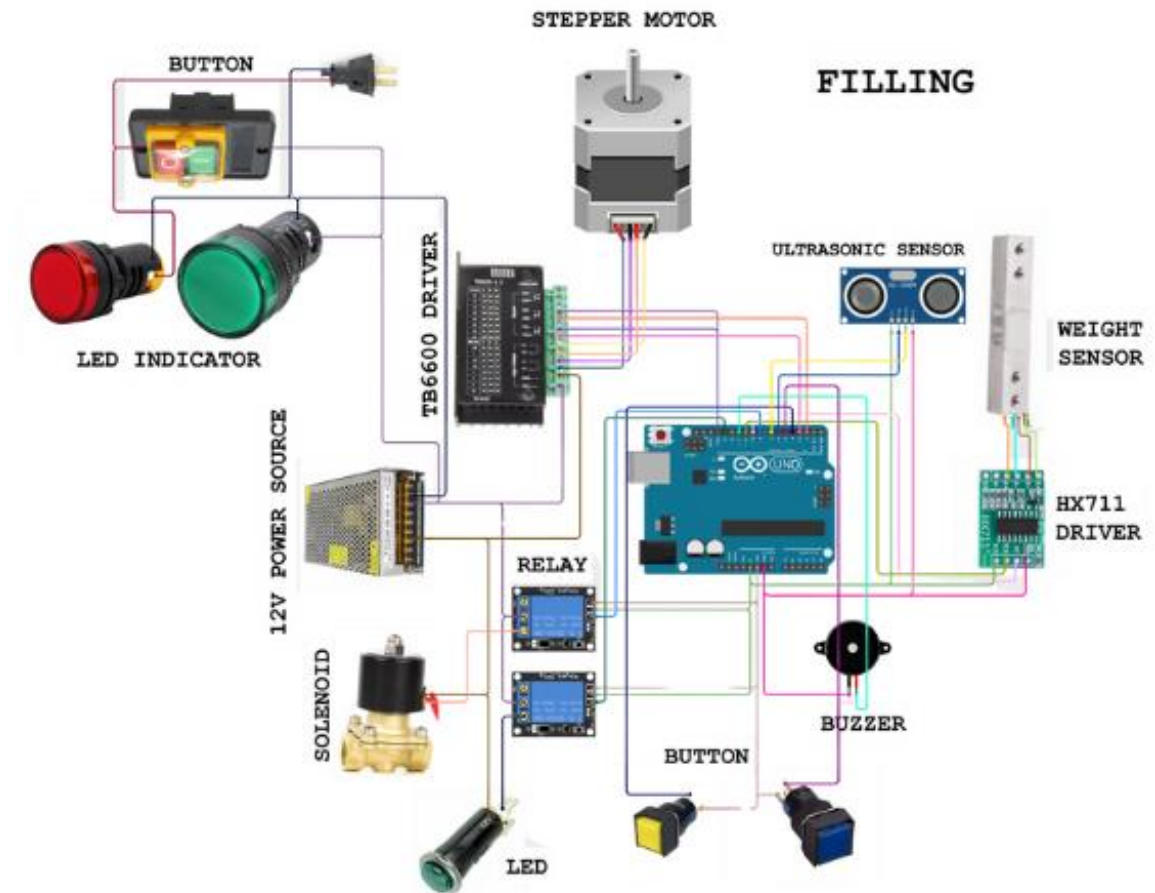 STEPPER MOTOR
FILLING
BUTTON
ULTRASONIC SENSOR
WEIGHT
SENSOR
LED INDICATOR
TB6600 DRIVER
12V POWER SOURCE
UNO
HX711
DRIVER
RELAY
SOLENOID
BUZZER
BUTTON
LED